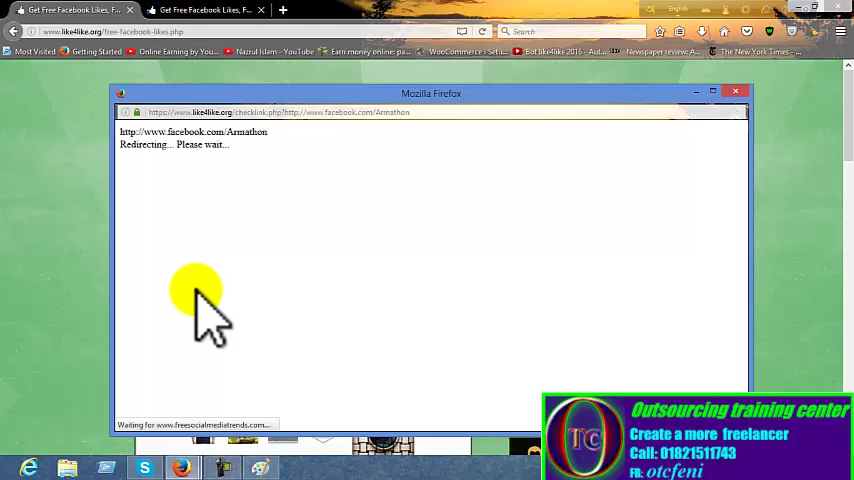 Get Free Facebook Likes, F...
Get Free Facebook Likes, F...
English
www.like4like.org/free-facebook-likes.php
Search
Most Visited
Getting Started
Online Earning by You...
Nazrul Islam - YouTube
Earn money online: pa...
WooCommerce › Setu...
Bot like4like 2016 - Aut...
Newspaper review: A...
The New York Times - ...
Mozilla Firefox
https://www.like4like.org/checklink.php?http://www.facebook.com/Armathon
http://www.facebook.com/Armathon
Redirecting... Please wait...
Waiting for www.freesocialmediatrends.com...
TC
Outsourcing training center
Create a more freelancer
Call: 01821511743
FB: otcfeni